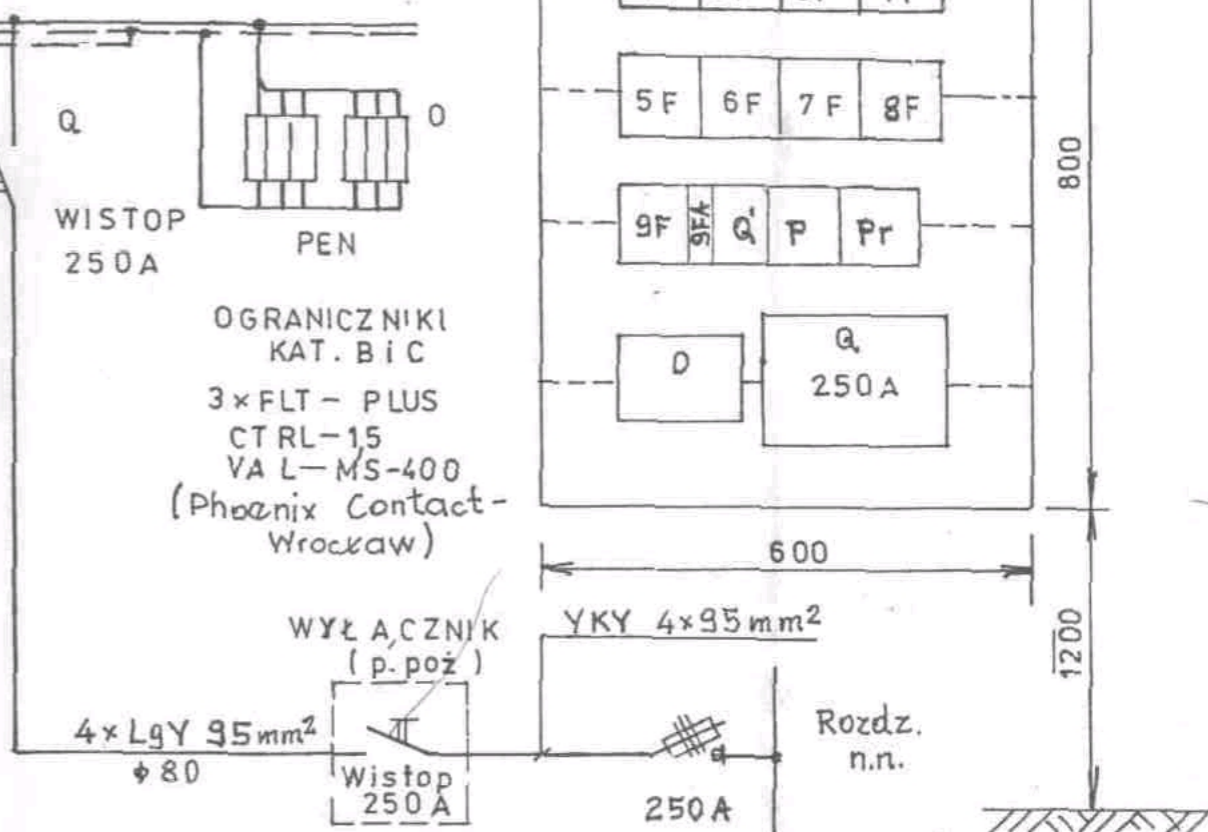 Q
WISTOP
250A
O
PEN
OGRANICZNIKI
KAT. B i C
3×FLT-PLUS
CTRL-1,5
VAL-MS-400
(Phoenix Contact-
Wrocław)
WYŁĄCZNIK
(p.poż)
4×LgY 95mm²
φ80
Wistop
250A
YKY 4×95mm²
250A
Rozdz.
n.n.
5F 6F 7F 8F
9F 9FA Q P Pr
D
Q
250A
600
800
1200